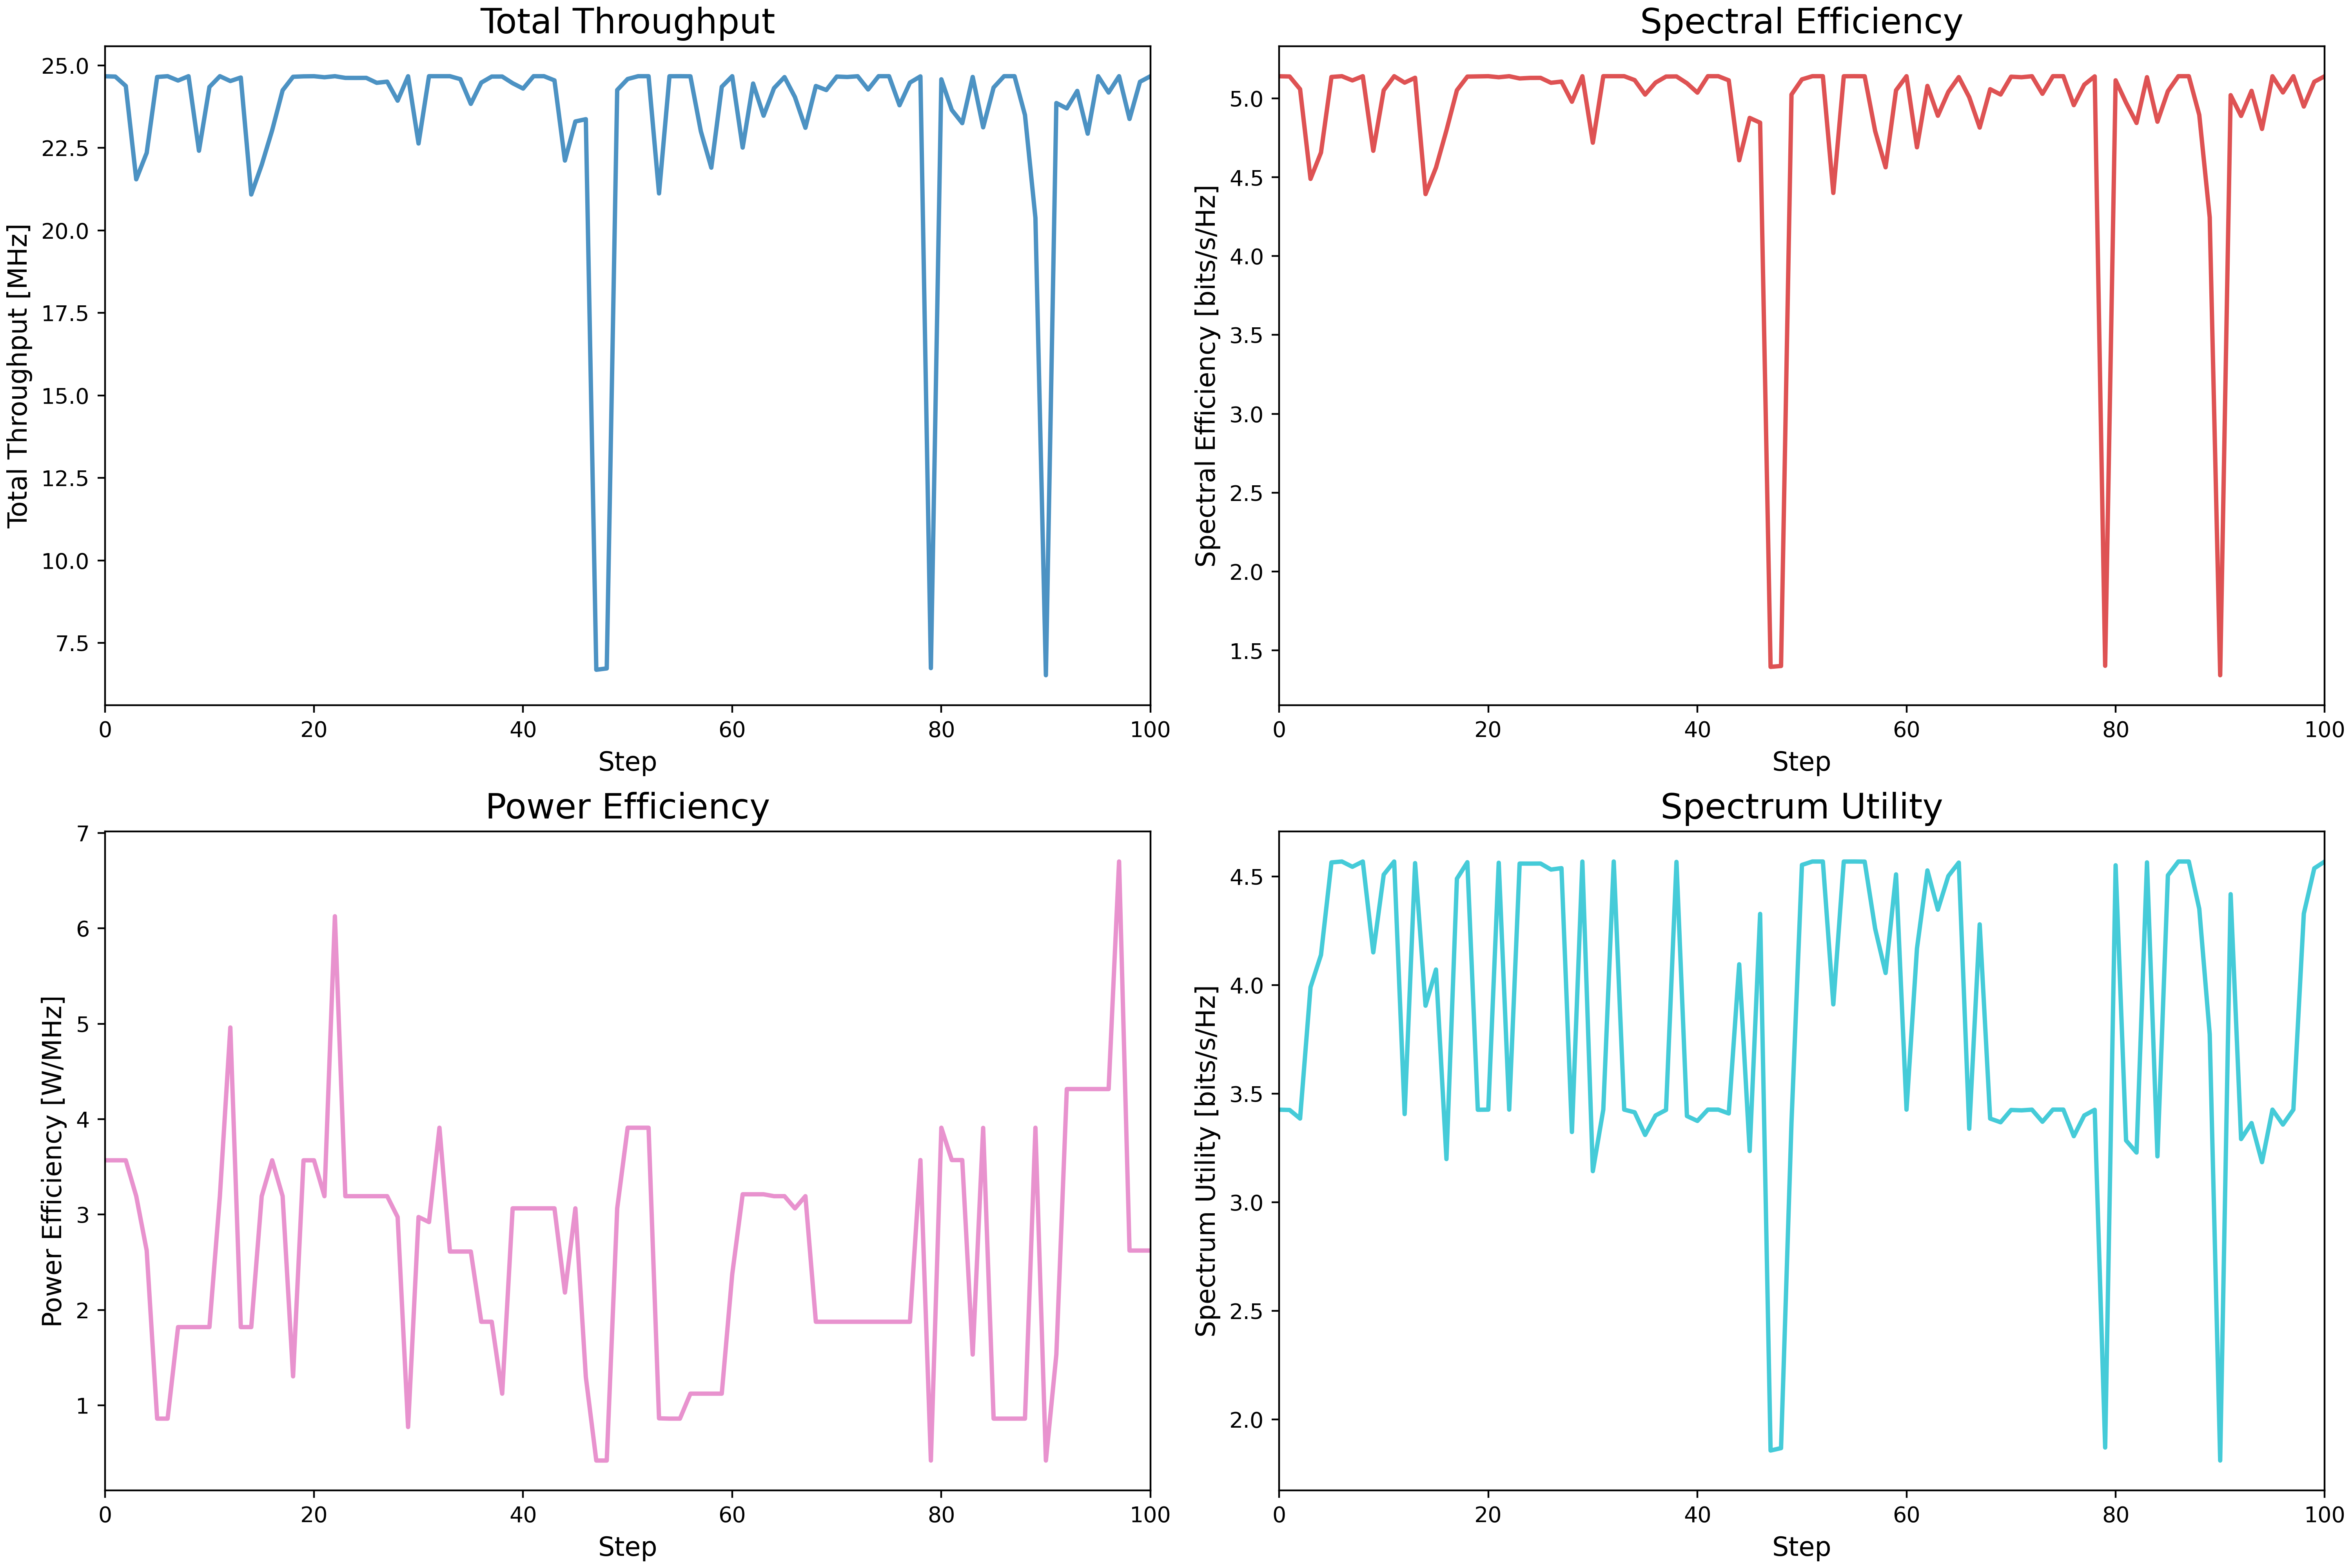 Total Throughput
Total Throughput [MHz]
25.0
22.5
20.0
17.5
15.0
12.5
10.0
7.5
0 20 40 60 80 100
Step
Spectral Efficiency
Spectral Efficiency [bits/s/Hz]
5.0
4.5
4.0
3.5
3.0
2.5
2.0
1.5
0 20 40 60 80 100
Step
Power Efficiency
Power Efficiency [W/MHz]
7
6
5
4
3
2
1
0 20 40 60 80 100
Step
Spectrum Utility
Spectrum Utility [bits/s/Hz]
4.5
4.0
3.5
3.0
2.5
2.0
0 20 40 60 80 100
Step